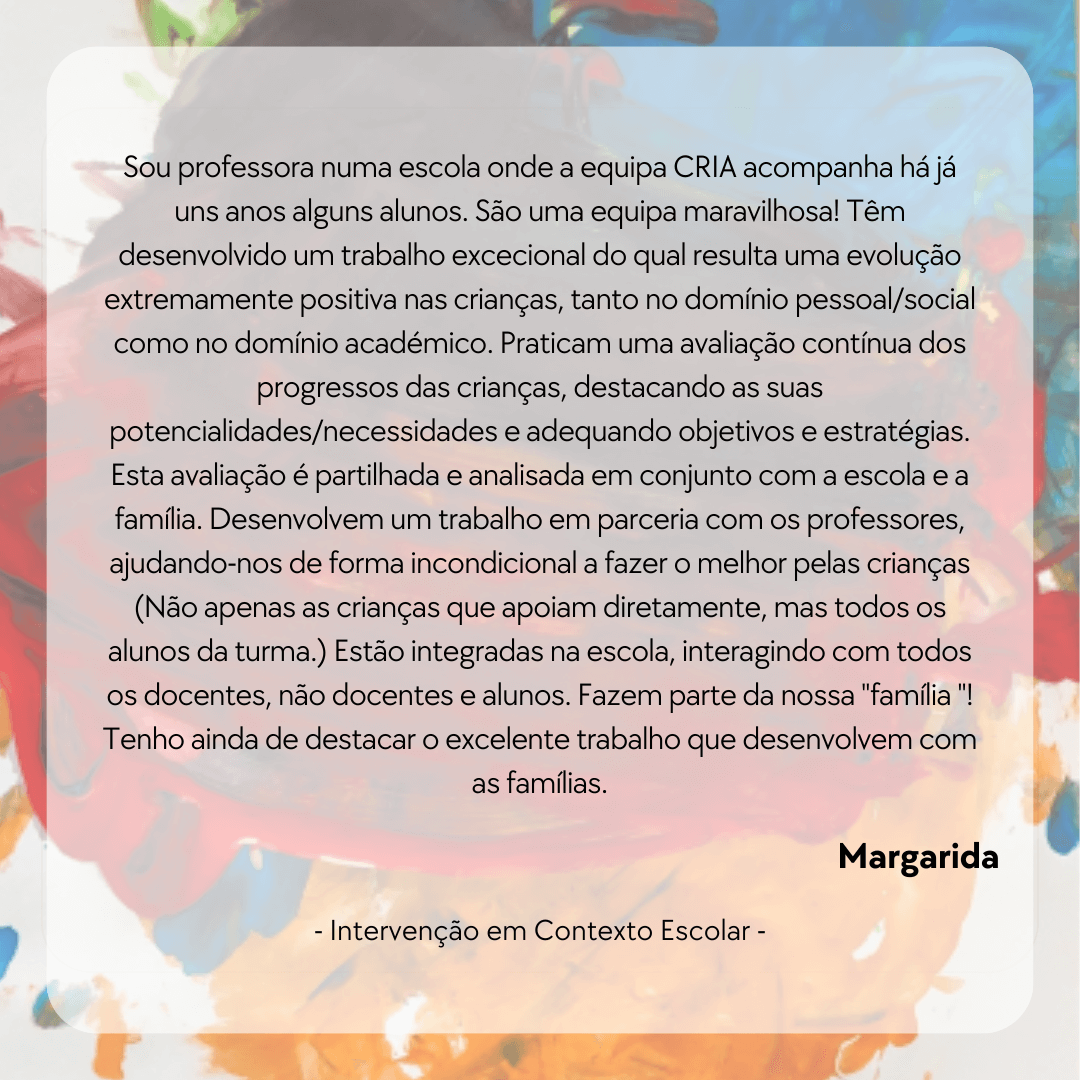 Sou professora numa escola onde a equipa CRIA acompanha há já
uns anos alguns alunos. São uma equipa maravilhosa! Têm
desenvolvido um trabalho excecional do qual resulta uma evolução
extremamente positiva nas crianças, tanto no domínio pessoal/social
como no domínio académico. Praticam uma avaliação contínua dos
progressos das crianças, destacando as suas
potencialidades/necessidades e adequando objetivos e estratégias.
Esta avaliação é partilhada e analisada em conjunto com a escola e a
família. Desenvolvem um trabalho em parceria com os professores,
ajudando-nos de forma incondicional a fazer o melhor pelas crianças
(Não apenas as crianças que apoiam diretamente, mas todos os
alunos da turma.) Estão integradas na escola, interagindo com todos
os docentes, não docentes e alunos. Fazem parte da nossa "família "!
Tenho ainda de destacar o excelente trabalho que desenvolvem com
as famílias.
Margarida
- Intervenção em Contexto Escolar -